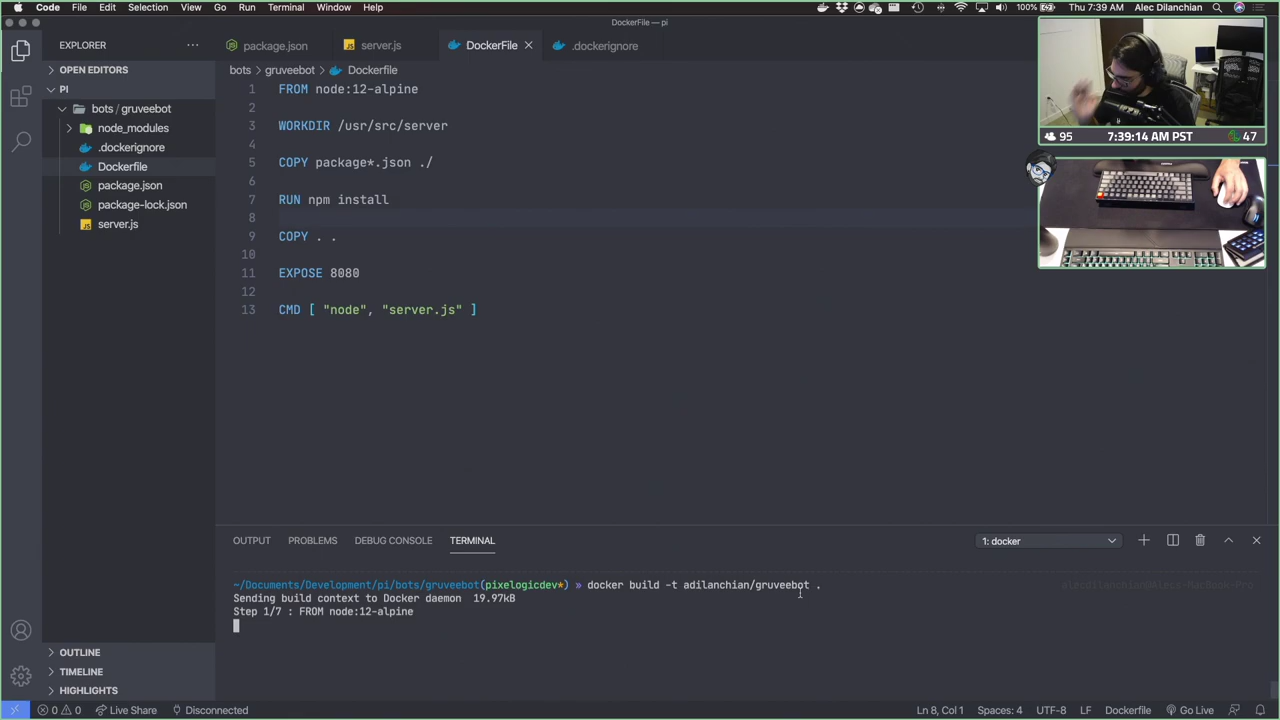 Code File Edit Selection View Go Run Terminal Window Help 100% Thu 7:39 AM Alec Dilanchian
DockerFile — pi
EXPLORER
package.json server.js DockerFile .dockerignore
OPEN EDITORS
bots gruveebot Dockerfile
PI
bots / gruveebot
node_modules
.dockerignore
Dockerfile
package.json
package-lock.json
server.js
1 FROM node:12-alpine
2
3 WORKDIR /usr/src/server
4
5 COPY package*.json ./
6
7 RUN npm install
8
9 COPY . .
10
11 EXPOSE 8080
12
13 CMD [ "node", "server.js" ]
95 7:39:14 AM PST 47
OUTPUT PROBLEMS DEBUG CONSOLE TERMINAL 1: docker
~/Documents/Development/pi/bots/gruveebot(pixelogicdev*) » docker build -t adilanchian/gruveebot . alecdilanchian@Alecs-MacBook-Pro
Sending build context to Docker daemon 19.97kB
Step 1/7 : FROM node:12-alpine
OUTLINE
TIMELINE
HIGHLIGHTS
0 0 Live Share Disconnected Ln 8, Col 1 Spaces: 4 UTF-8 LF Dockerfile Go Live